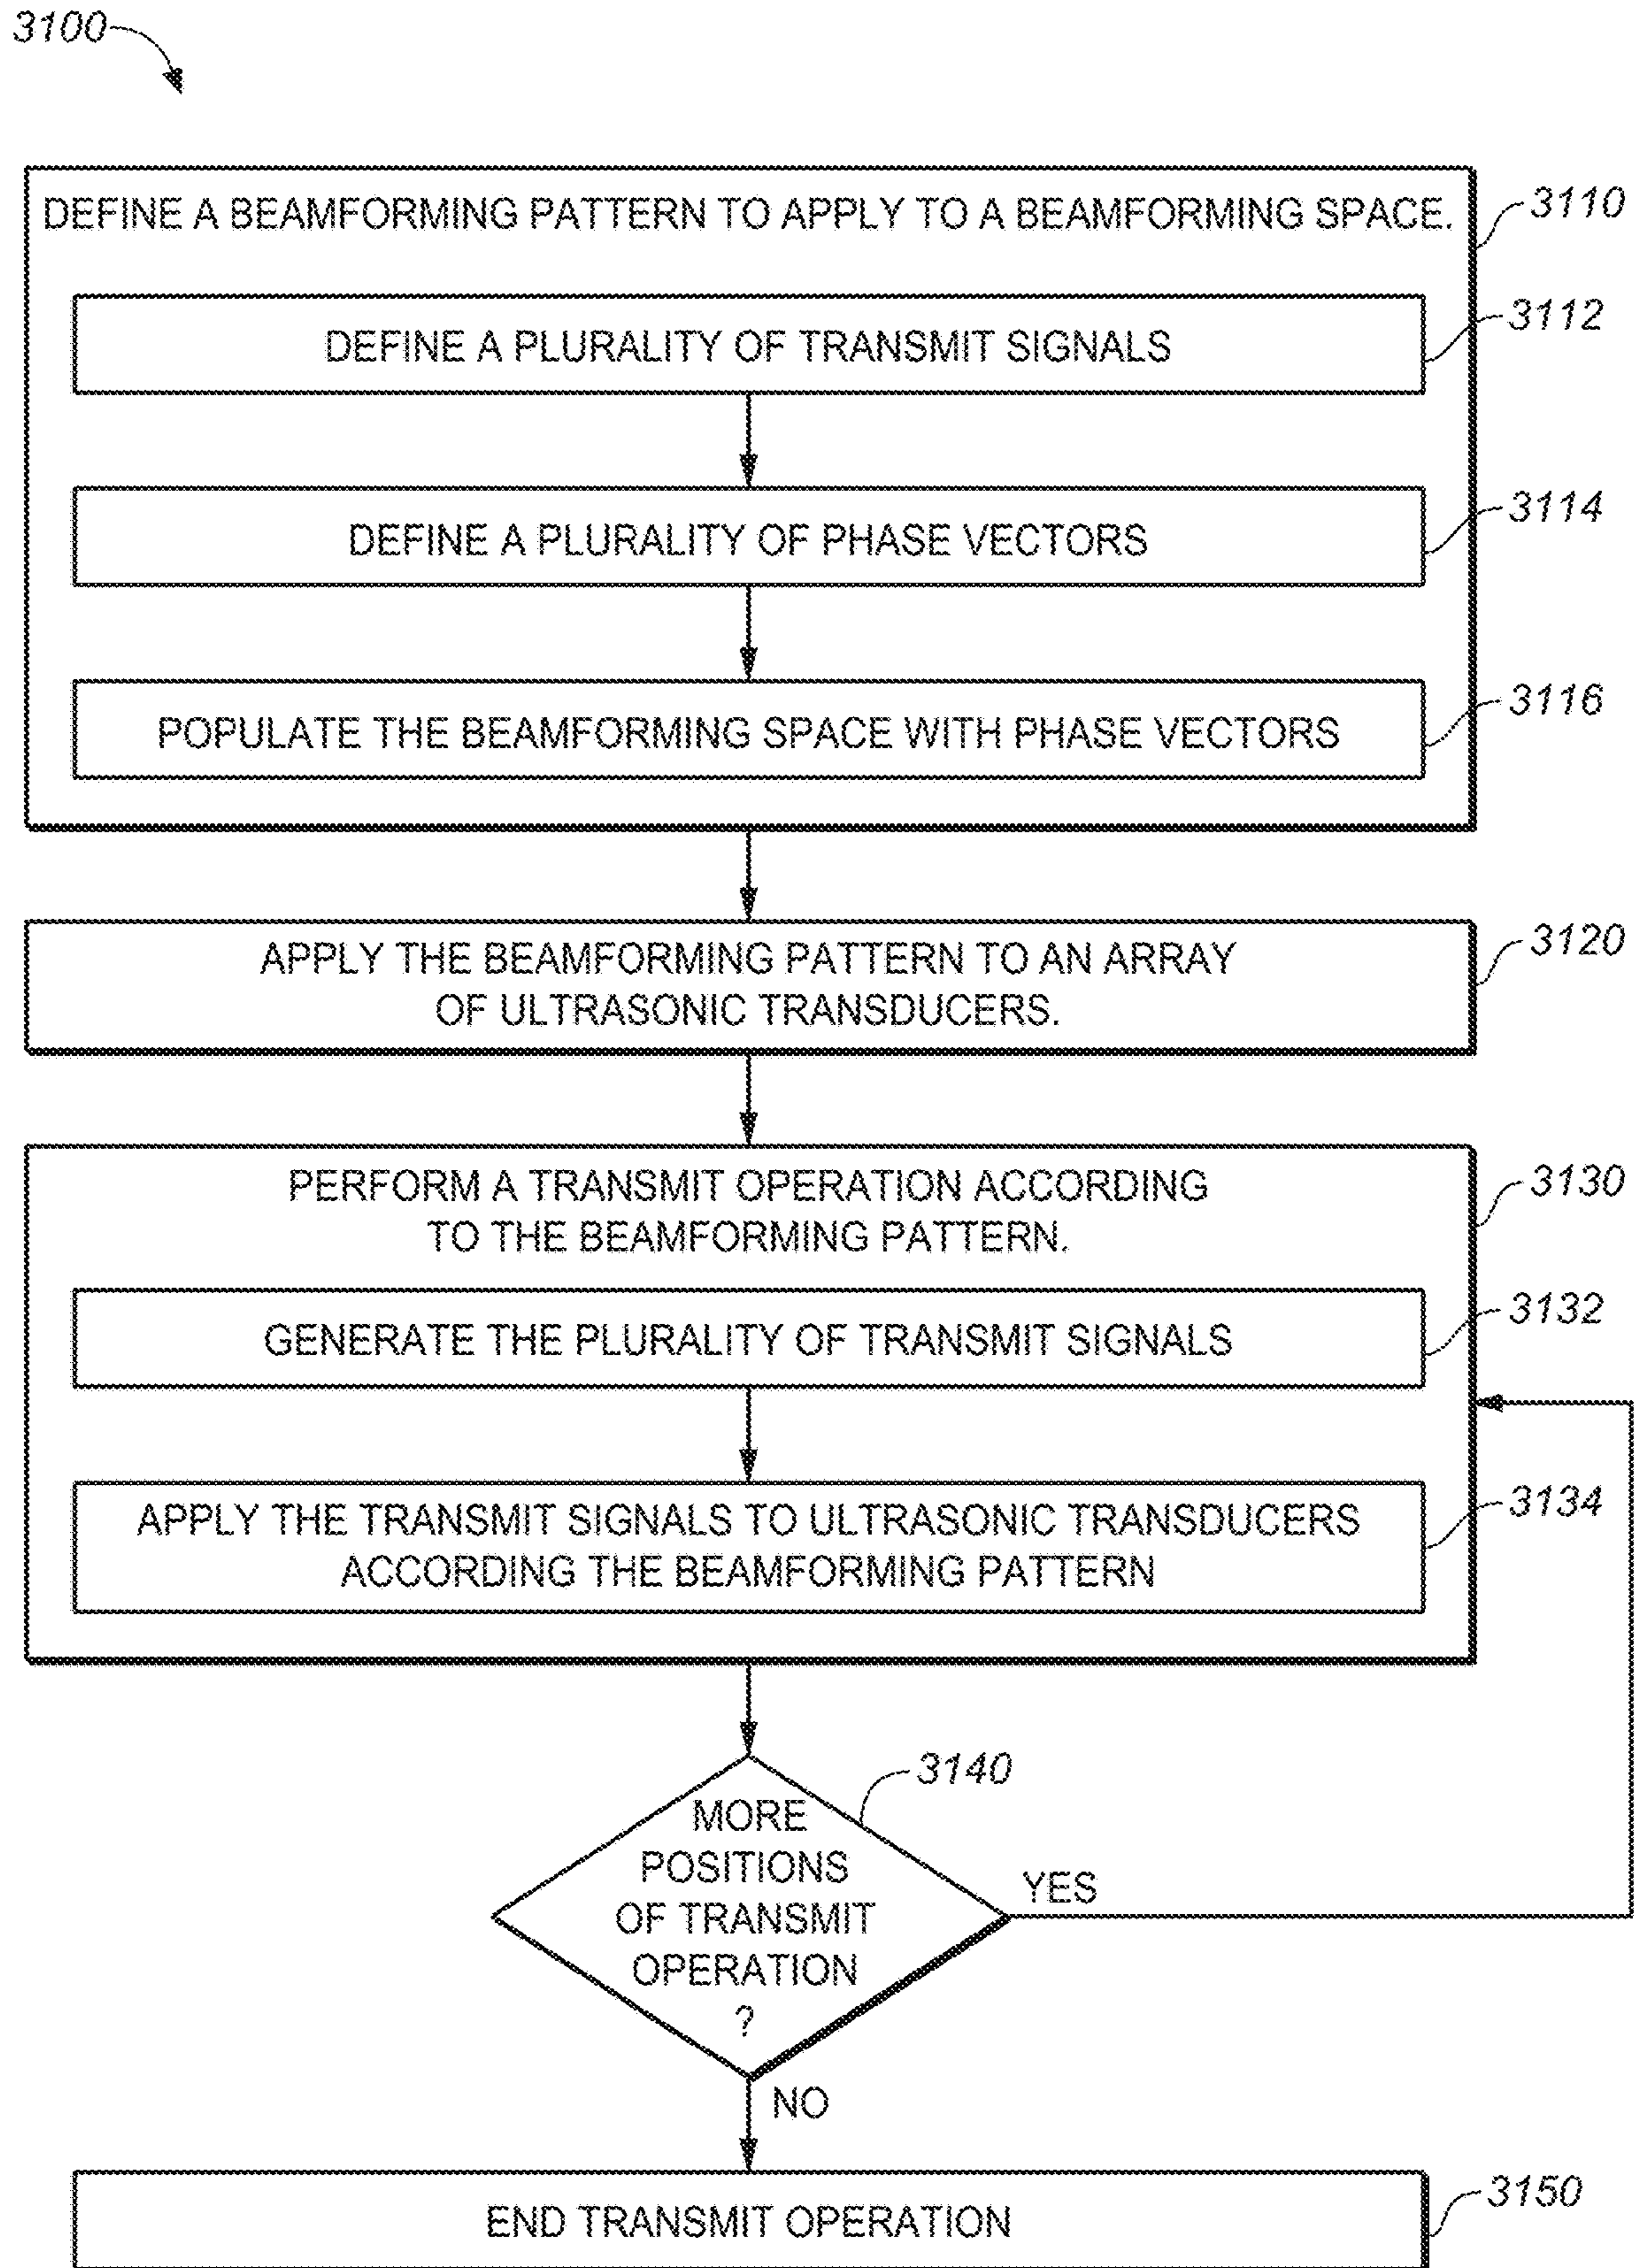 3100
DEFINE A BEAMFORMING PATTERN TO APPLY TO A BEAMFORMING SPACE.
3110
DEFINE A PLURALITY OF TRANSMIT SIGNALS
3112
DEFINE A PLURALITY OF PHASE VECTORS
3114
POPULATE THE BEAMFORMING SPACE WITH PHASE VECTORS
3116
APPLY THE BEAMFORMING PATTERN TO AN ARRAY
OF ULTRASONIC TRANSDUCERS.
3120
PERFORM A TRANSMIT OPERATION ACCORDING
TO THE BEAMFORMING PATTERN.
3130
GENERATE THE PLURALITY OF TRANSMIT SIGNALS
3132
APPLY THE TRANSMIT SIGNALS TO ULTRASONIC TRANSDUCERS
ACCORDING THE BEAMFORMING PATTERN
3134
3140
MORE
POSITIONS
OF TRANSMIT
OPERATION
?
YES
NO
END TRANSMIT OPERATION
3150